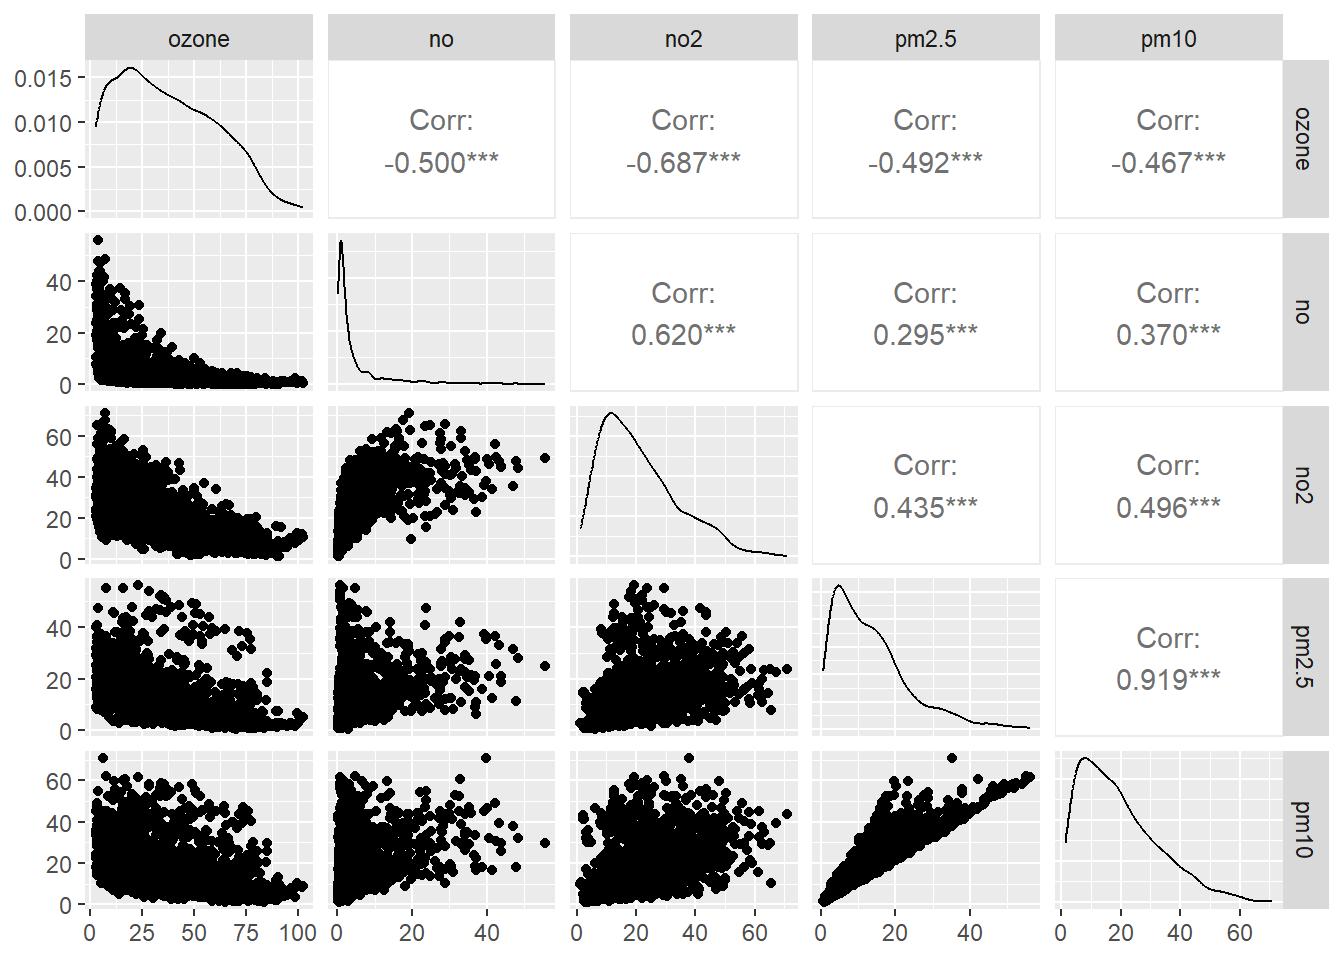 ozone no no2 pm2.5 pm10
0.015
0.010
0.005
0.000
Corr: Corr: Corr: Corr:
-0.500*** -0.687*** -0.492*** -0.467***
ozone
40
20
0
Corr: Corr: Corr:
0.620*** 0.295*** 0.370***
no
60
40
20
0
Corr: Corr:
0.435*** 0.496***
no2
40
20
0
Corr:
0.919***
pm2.5
60
40
20
0
pm10
0 25 50 75 100 0 20 40 0 20 40 60 0 20 40 0 20 40 60